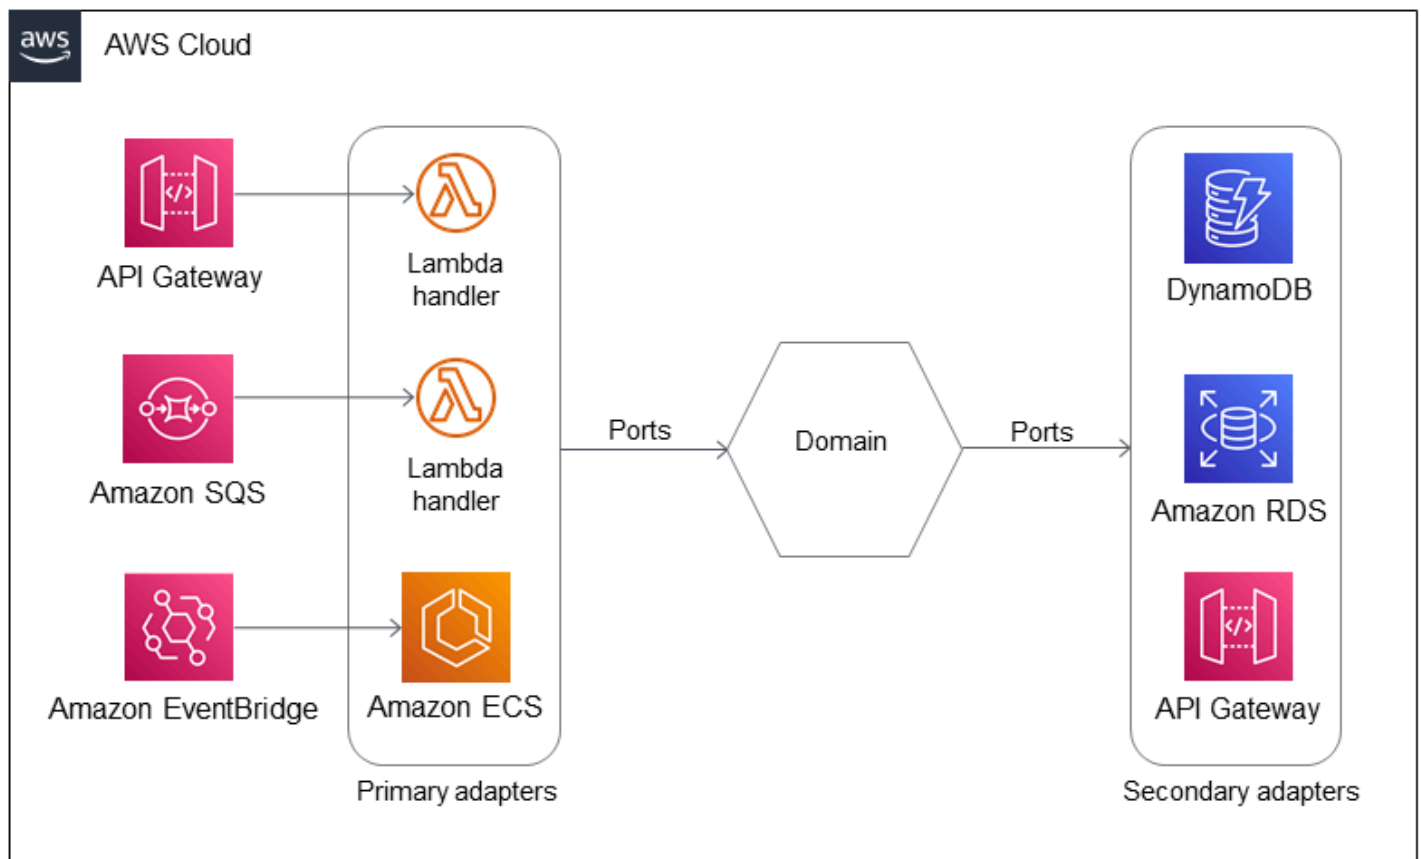 aws
AWS Cloud
API Gateway
Lambda
handler
DynamoDB
Amazon SQS
Lambda
handler
Ports
Domain
Ports
Amazon RDS
Amazon EventBridge
Amazon ECS
API Gateway
Primary adapters
Secondary adapters